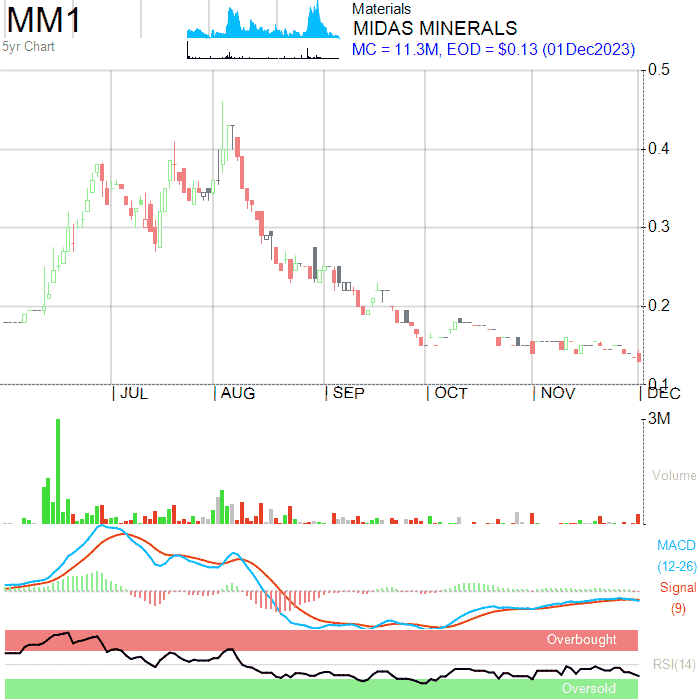 MM1
5yr Chart
Materials
MIDAS MINERALS
MC = 11.3M, EOD = $0.13 (01Dec2023)
0.5
0.4
0.3
0.2
0.1
JUL AUG SEP OCT NOV DEC
3M
Volume
MACD
(12-26)
Signal
(9)
Overbought
RSI(14)
Oversold